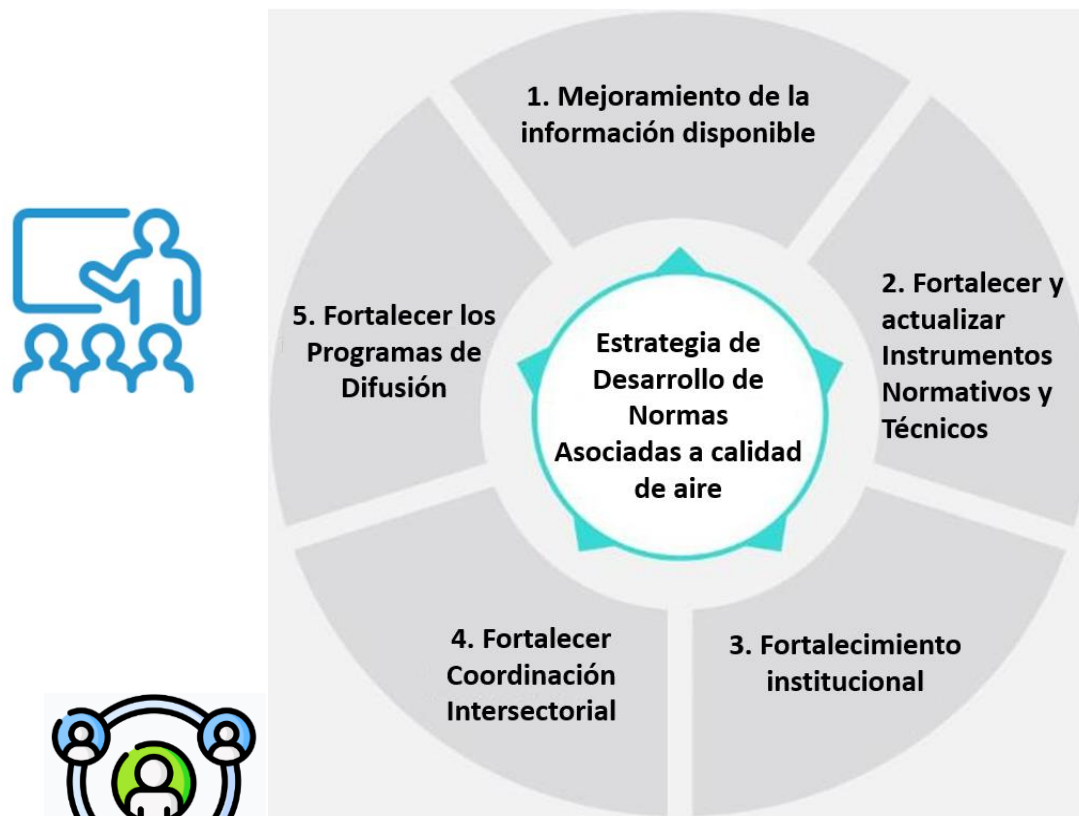 1. Mejoramiento de la
información disponible
2. Fortalecer y
actualizar
Instrumentos
Normativos y
Técnicos
3. Fortalecimiento
institucional
4. Fortalecer
Coordinación
Intersectorial
5. Fortalecer los
Programas de
Difusión
Estrategia de
Desarrollo de
Normas
Asociadas a calidad
de aire